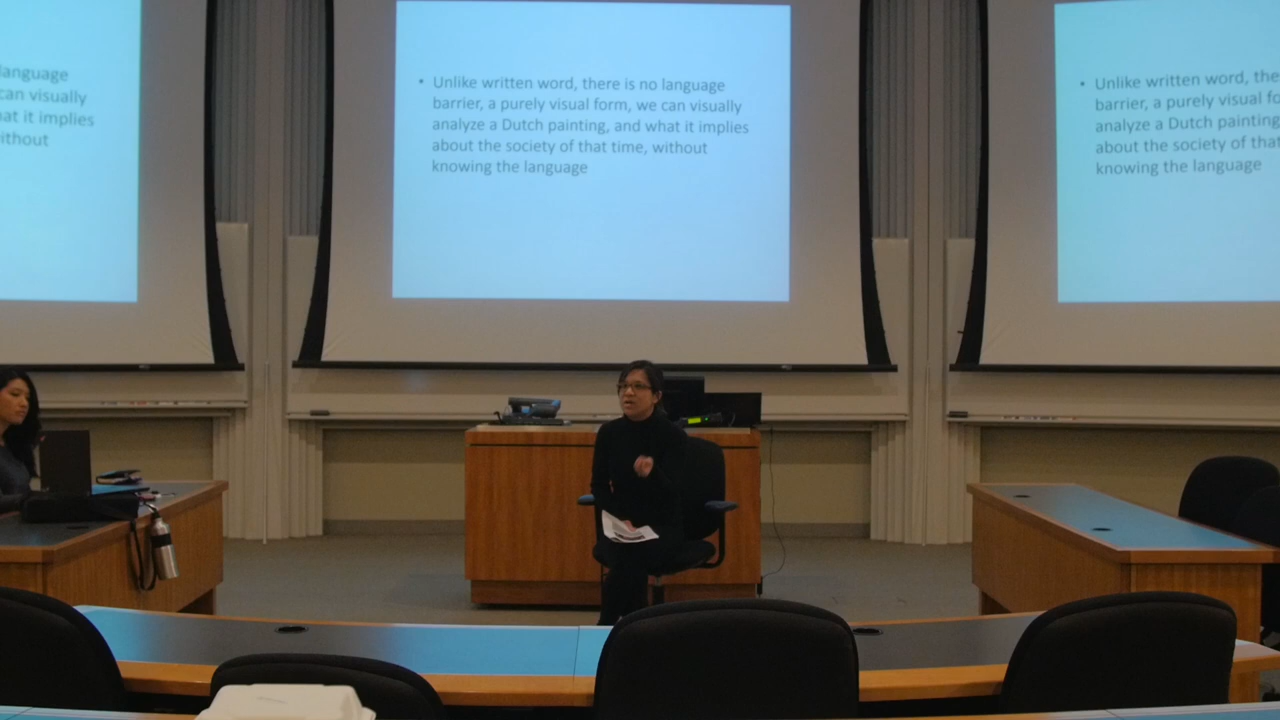 language
can visually
at it implies
ithout
• Unlike written word, there is no language
barrier, a purely visual form, we can visually
analyze a Dutch painting, and what it implies
about the society of that time, without
knowing the language
• Unlike written word, the
barrier, a purely visual fo
analyze a Dutch painting
about the society of that
knowing the language